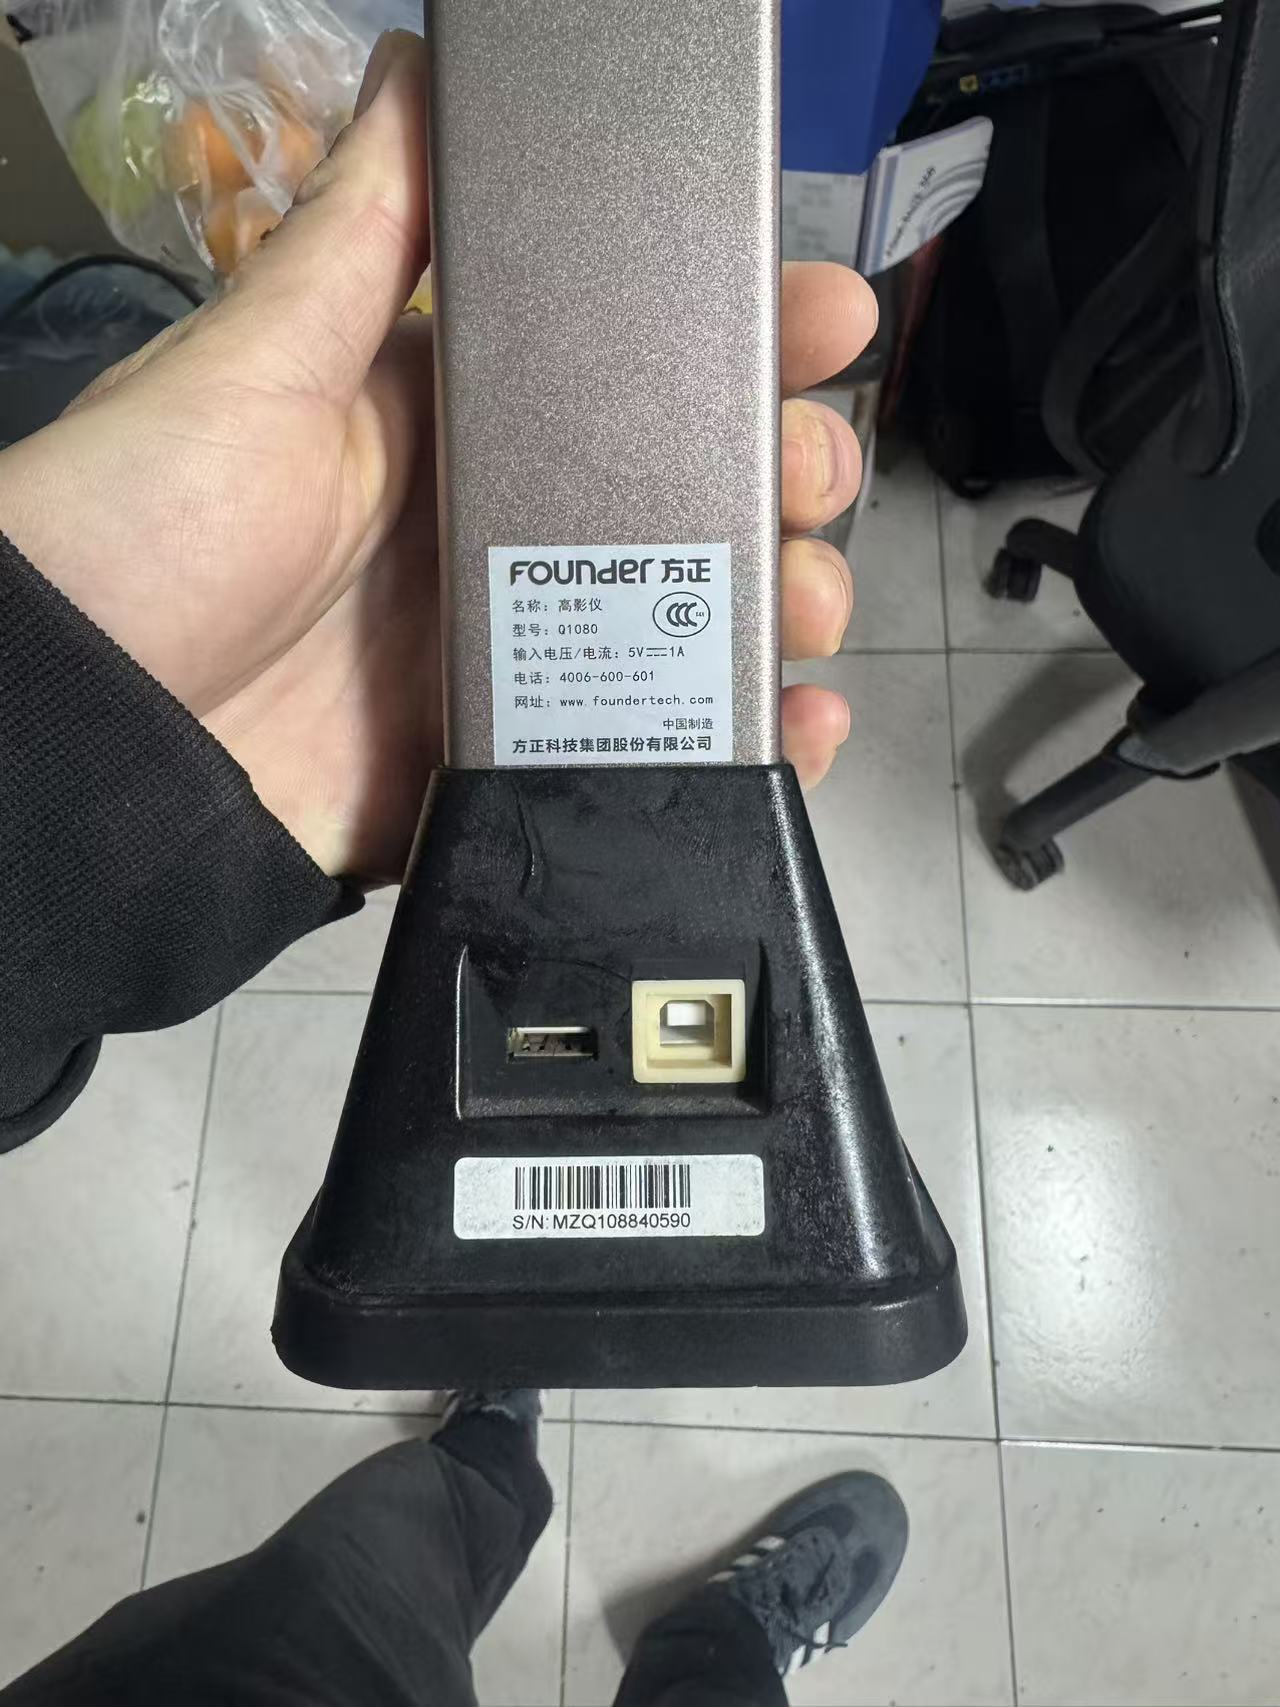 Founder 方正
名称：高影仪
型号：Q1080
输入电压/电流：5V⎓1A
电话：4006-600-601
网址：www.foundertech.com
中国制造
方正科技集团股份有限公司
S/N:MZQ108840590